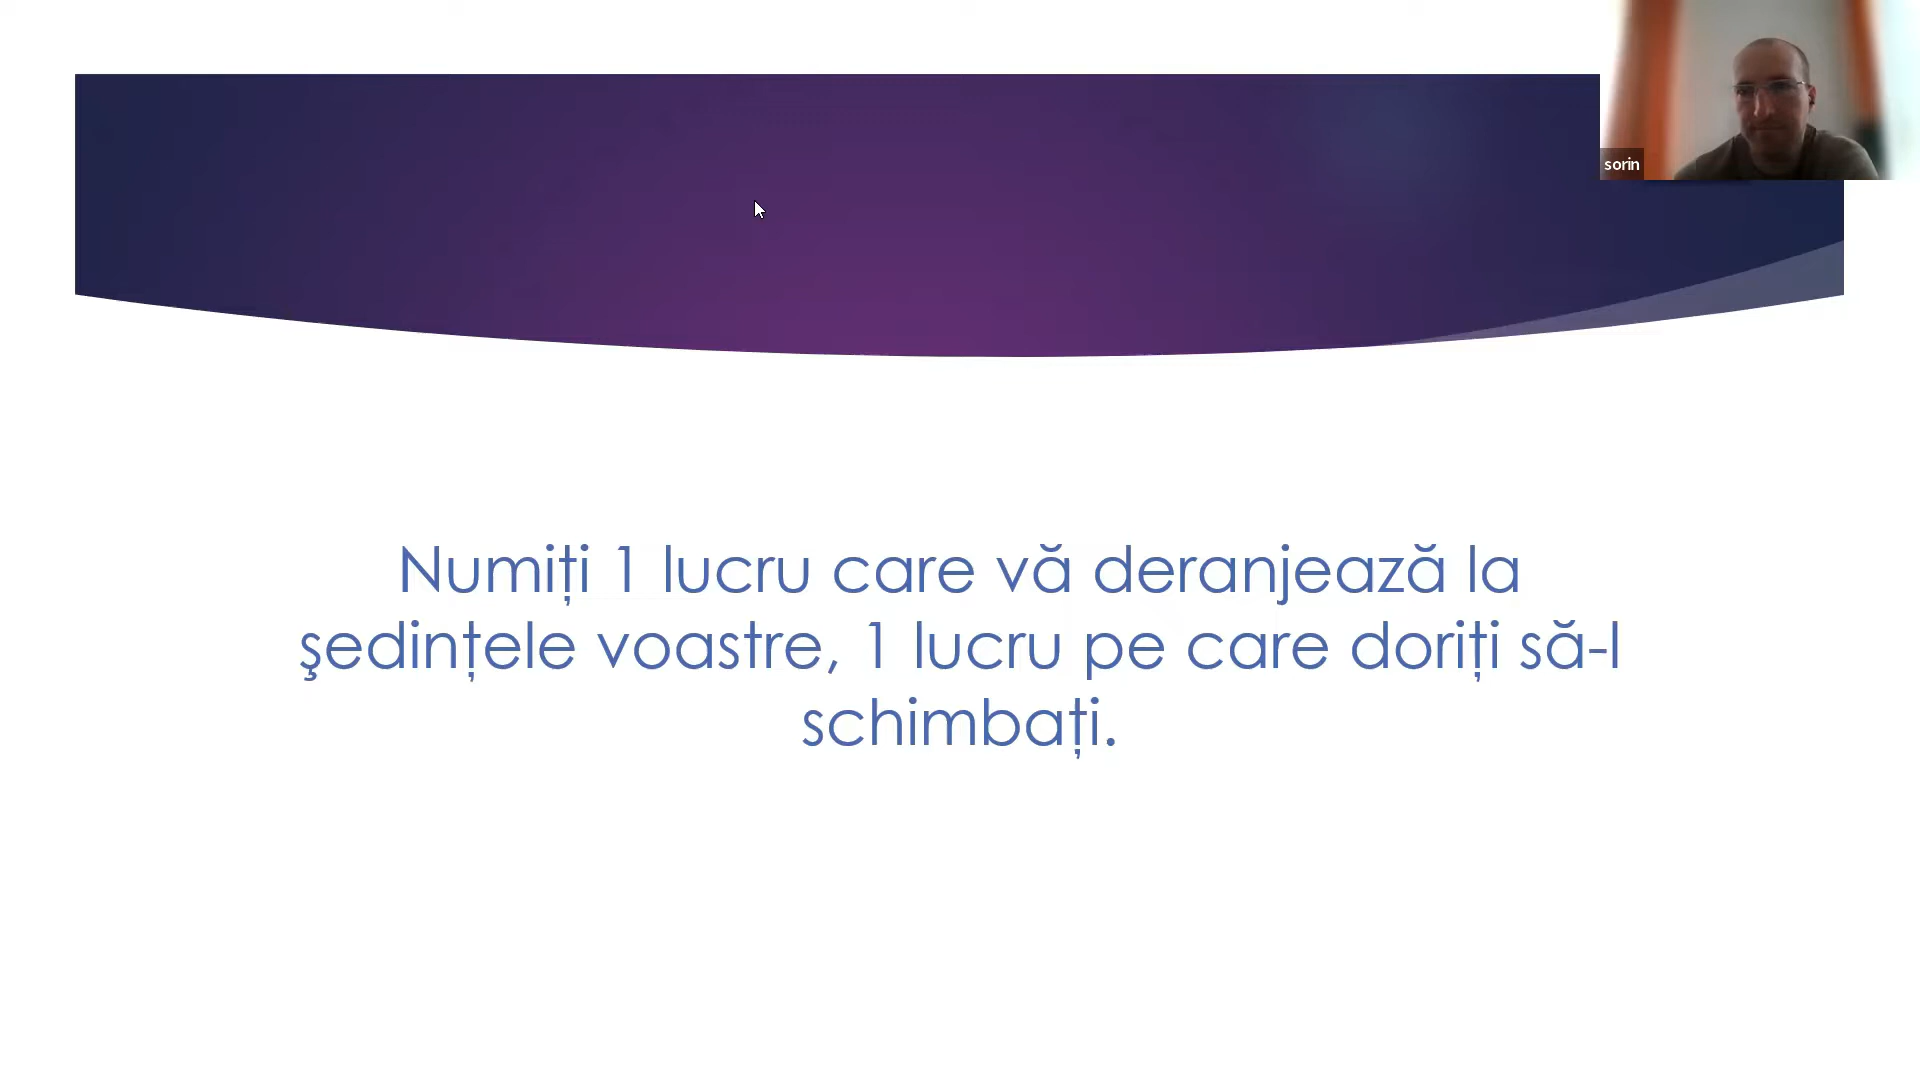 sorin
Numiți 1 lucru care vă deranjează la
şedințele voastre, 1 lucru pe care doriți să-l
schimbați.